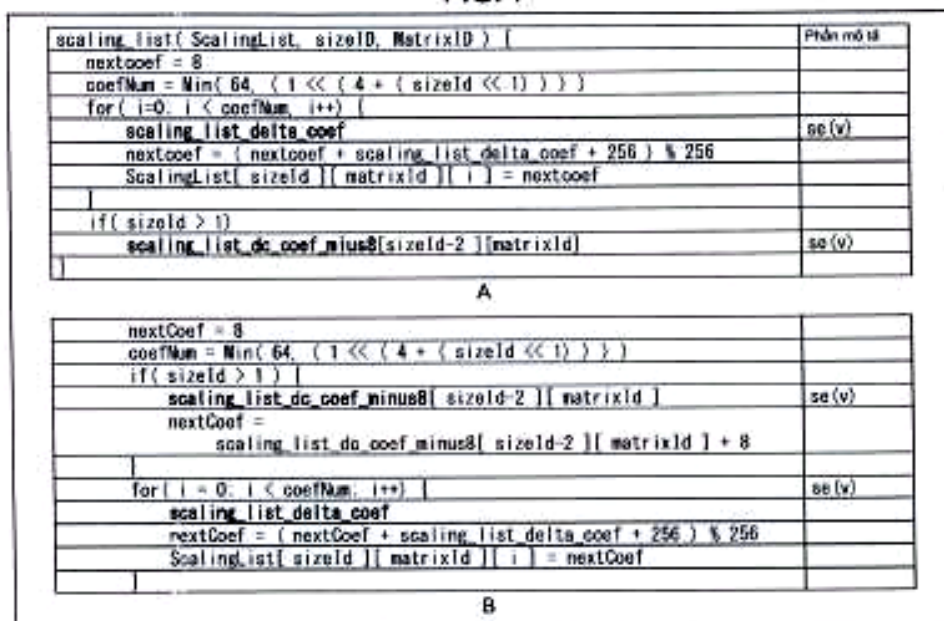 scaling_list( ScalingList, sizeID, MatrixID ) { Phần mô tả
nextcoef = 8
coefNum = Min( 64, ( 1 << ( 4 + ( sizeId << 1) ) ) )
for( i=0; i < coefNum, i++) {
scaling_list_delta_coef se(v)
nextcoef = ( nextcoef + scaling_list_delta_coef + 256 ) % 256
ScalingList[ sizeId ][ matrixId ][ i ] = nextcoef
}
if( sizeId > 1)
scaling_list_dc_coef_mius8[sizeId-2 ][matrixId] se(v)
}
A
nextCoef = 8
coefNum = Min( 64, ( 1 << ( 4 + ( sizeId << 1) ) ) )
if( sizeId > 1 ) {
scaling_list_dc_coef_minus8[ sizeId-2 ][ matrixId ] se(v)
nextCoef =
scaling_list_dc_coef_minus8[ sizeId-2 ][ matrixId ] + 8
}
for( i = 0; i < coefNum; i++) { se(v)
scaling_list_delta_coef
nextCoef = ( nextCoef + scaling_list_delta_coef + 256 ) % 256
ScalingList[ sizeId ][ matrixId ][ i ] = nextCoef
}
B